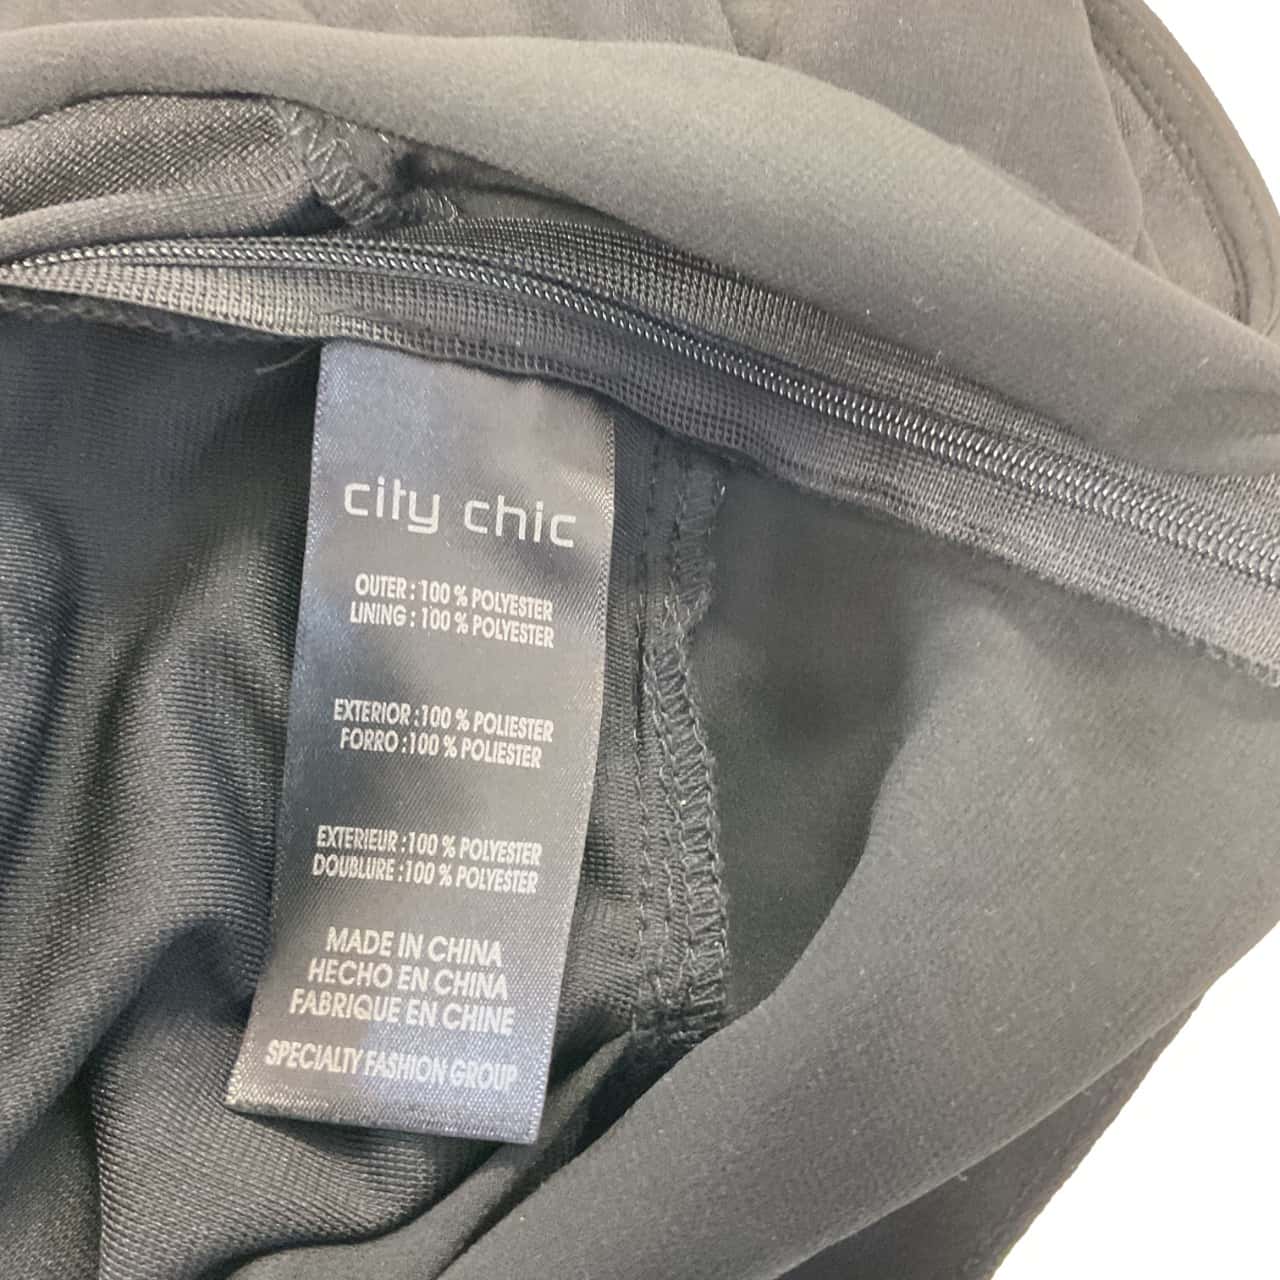 city chic
OUTER : 100 % POLYESTER
LINING : 100 % POLYESTER
EXTERIOR : 100 % POLIESTER
FORRO : 100 % POLIESTER
EXTERIEUR : 100 % POLYESTER
DOUBLURE : 100 % POLYESTER
MADE IN CHINA
HECHO EN CHINA
FABRIQUE EN CHINE
SPECIALTY FASHION GROUP